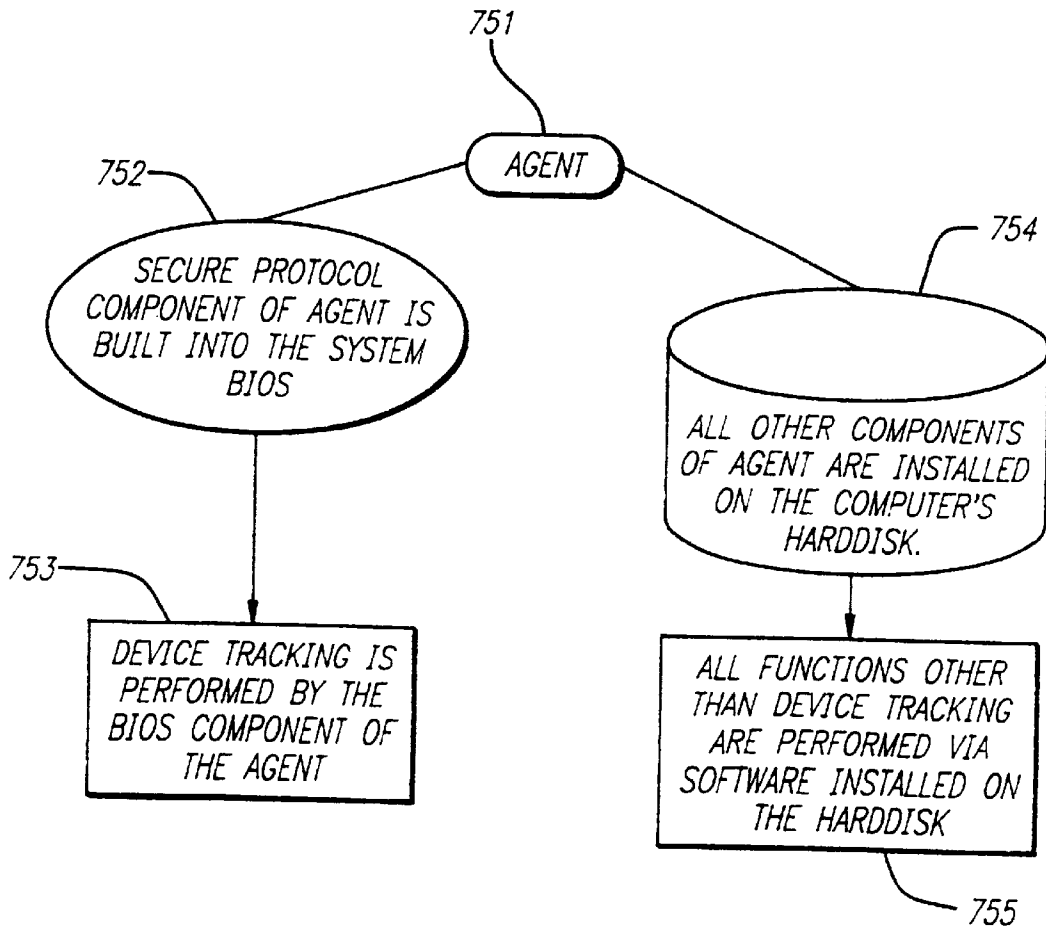 751
AGENT
752
SECURE PROTOCOL
COMPONENT OF AGENT IS
BUILT INTO THE SYSTEM
BIOS
754
ALL OTHER COMPONENTS
OF AGENT ARE INSTALLED
ON THE COMPUTER'S
HARDDISK.
753
DEVICE TRACKING IS
PERFORMED BY THE
BIOS COMPONENT OF
THE AGENT
ALL FUNCTIONS OTHER
THAN DEVICE TRACKING
ARE PERFORMED VIA
SOFTWARE INSTALLED ON
THE HARDDISK
755